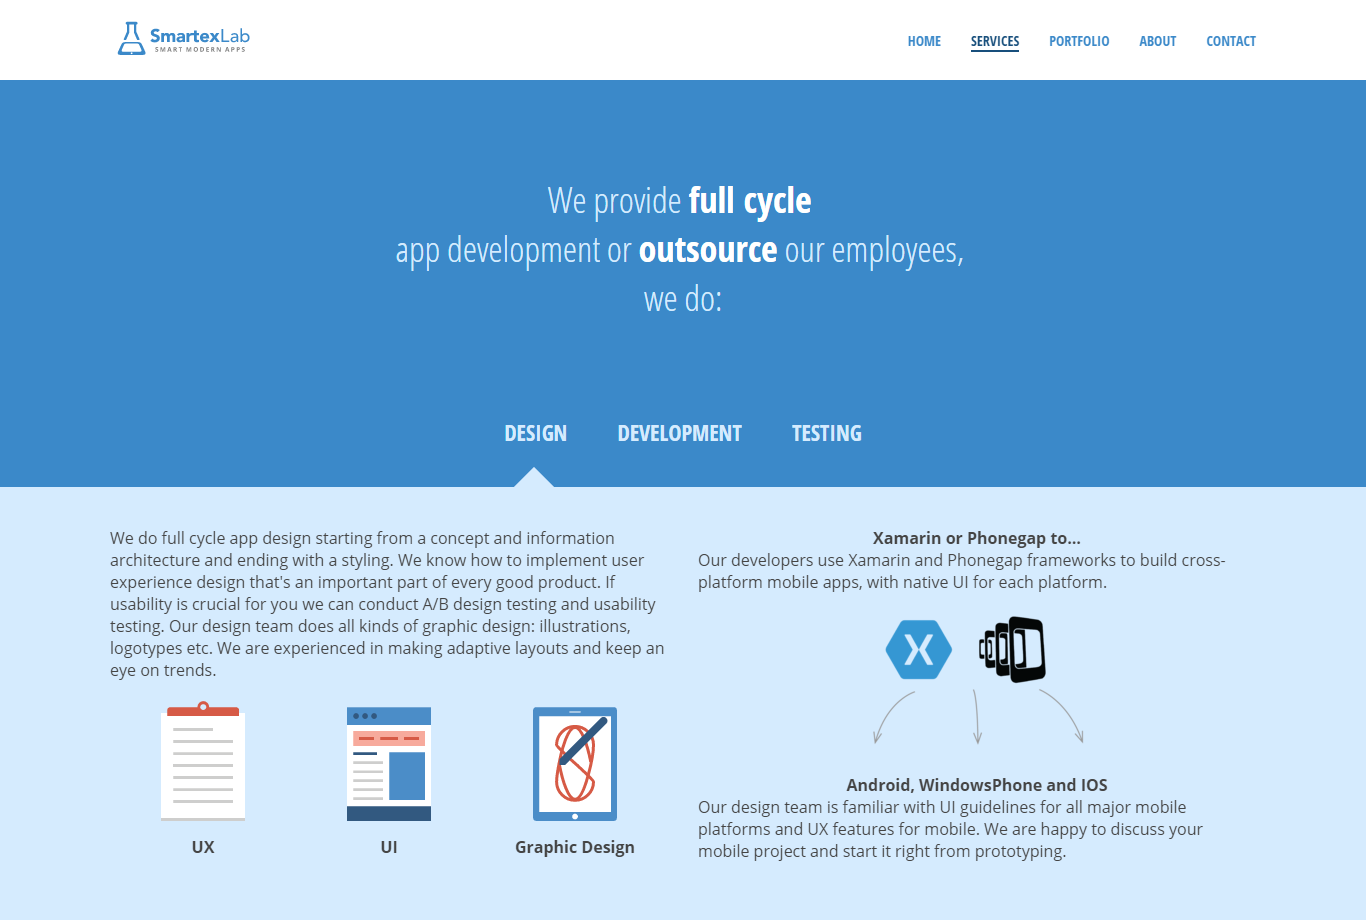 SmartexLab
SMART MODERN APPS
HOME
SERVICES
PORTFOLIO
ABOUT
CONTACT
We provide full cycle
app development or outsource our employees,
we do:
DESIGN
DEVELOPMENT
TESTING
We do full cycle app design starting from a concept and information
architecture and ending with a styling. We know how to implement user
experience design that's an important part of every good product. If
usability is crucial for you we can conduct A/B design testing and usability
testing. Our design team does all kinds of graphic design: illustrations,
logotypes etc. We are experienced in making adaptive layouts and keep an
eye on trends.
UX
UI
Graphic Design
Xamarin or Phonegap to...
Our developers use Xamarin and Phonegap frameworks to build cross-
platform mobile apps, with native UI for each platform.
Android, WindowsPhone and IOS
Our design team is familiar with UI guidelines for all major mobile
platforms and UX features for mobile. We are happy to discuss your
mobile project and start it right from prototyping.